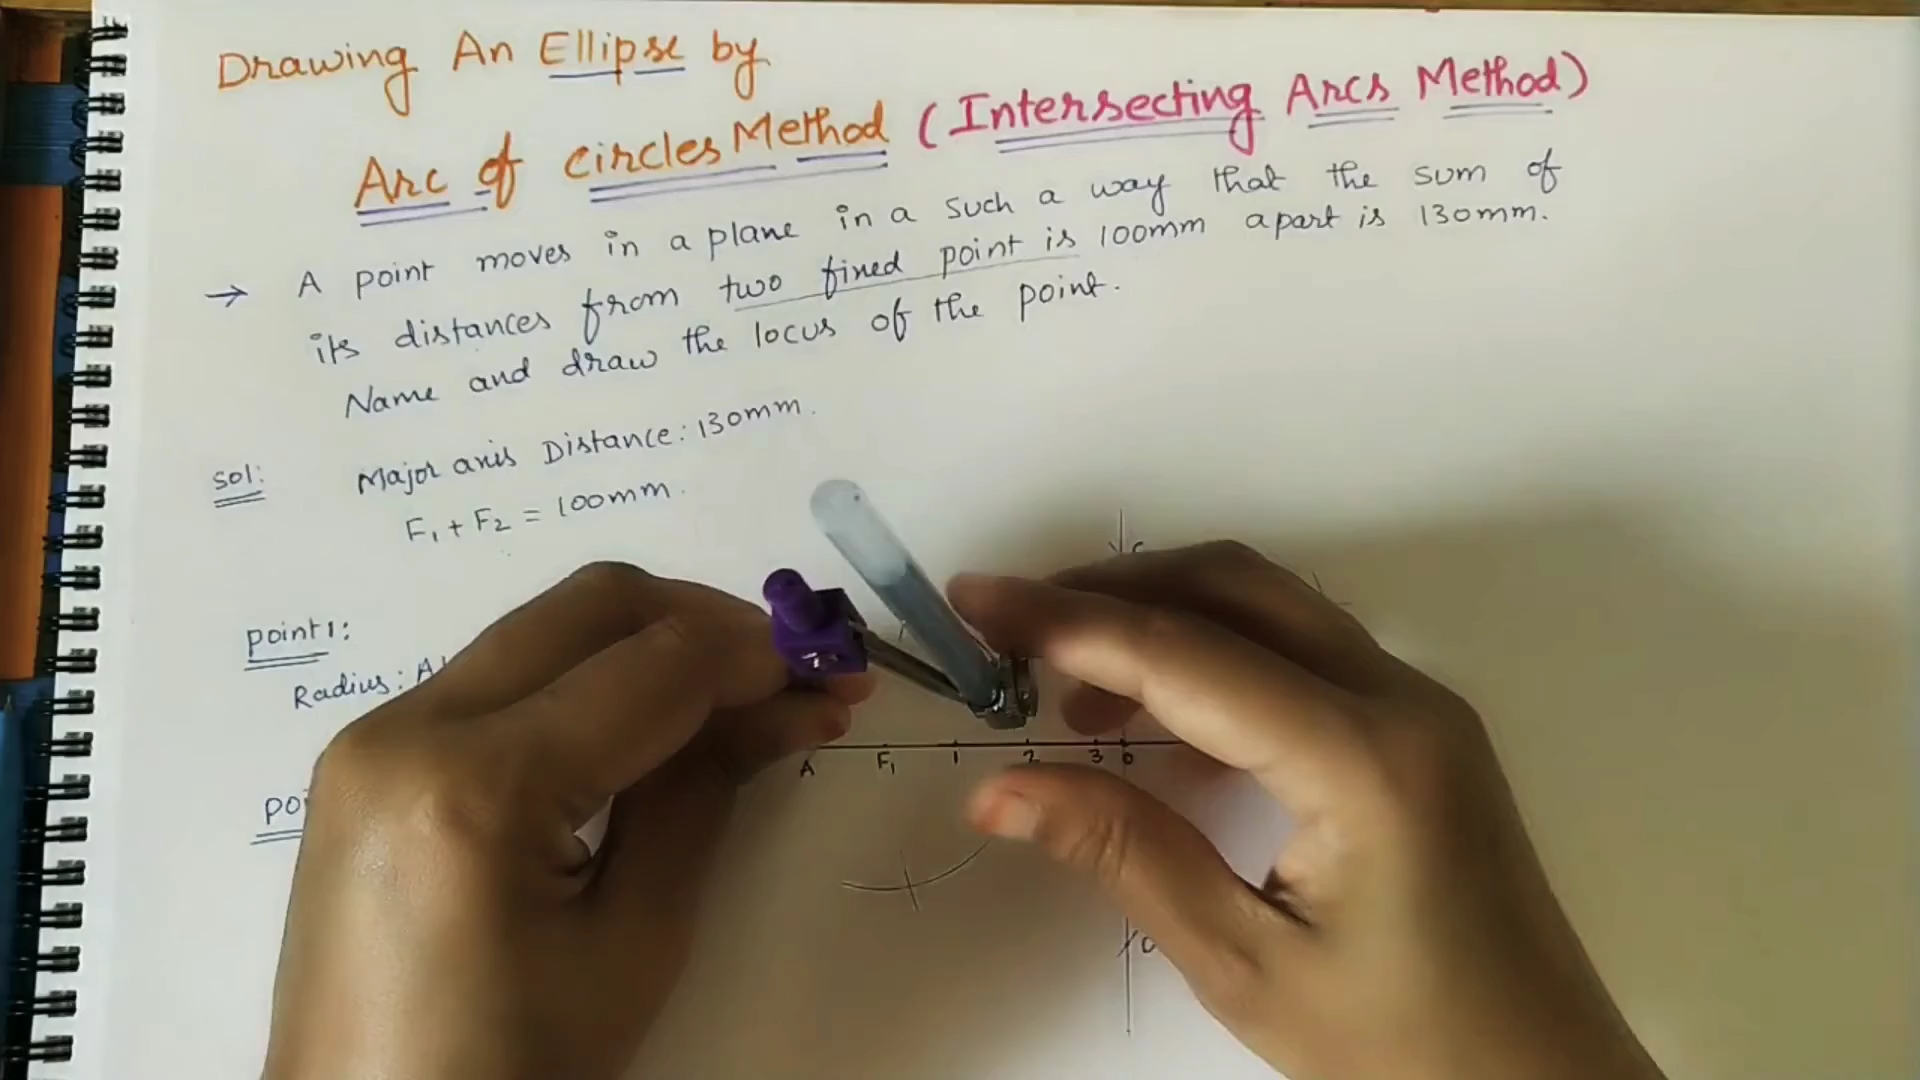 Drawing An Ellipse by
Arc of circles Method (Intersecting Arcs Method)
→ A point moves in a plane in a such a way that the sum of
its distances from two fixed point is 100mm apart is 130mm.
Name and draw the locus of the point.
sol: Major axis Distance: 130mm.
F₁ + F₂ = 100mm.
point1:
Radius: A
A F₁ 1 2 3 0